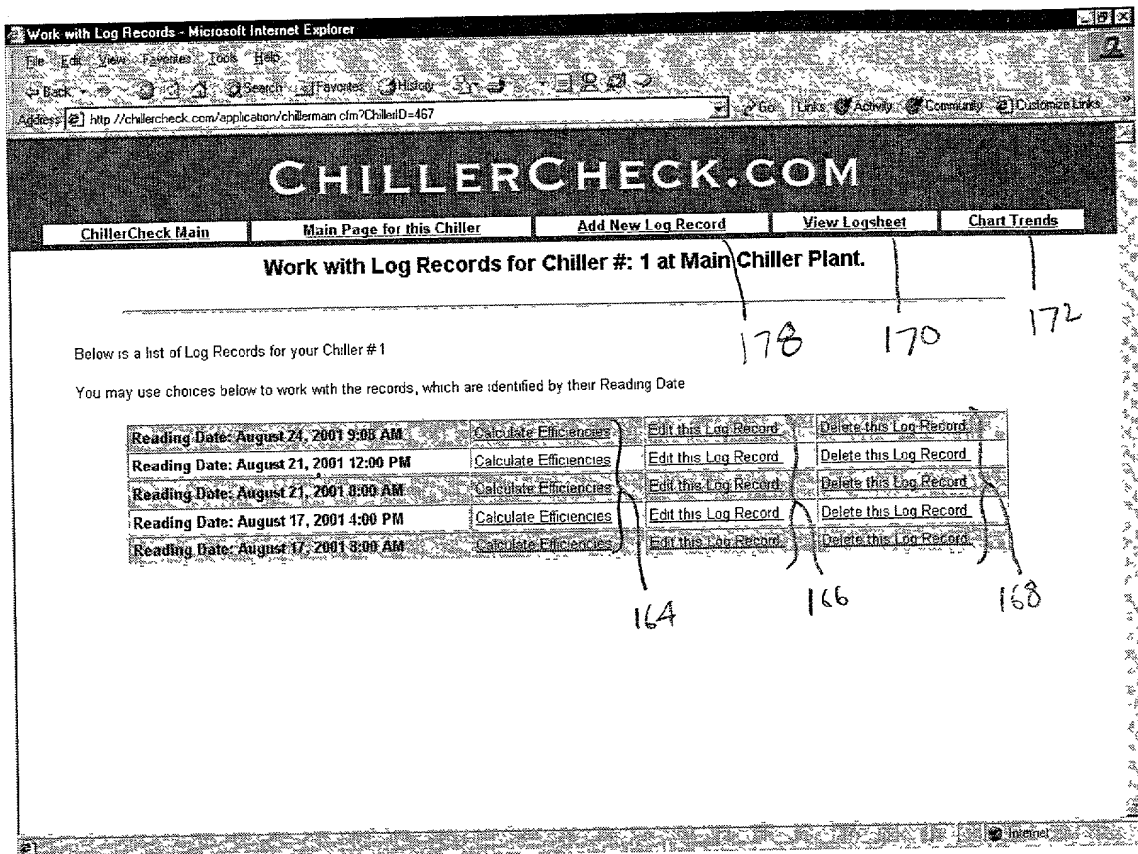 Work with Log Records - Microsoft Internet Explorer
File Edit View Favorites Tools Help
Back Search Favorites History
Address http //chillercheck.com/application/chillermain cfm?ChillerID=467 Go Links Activity Community Customize Links
CHILLERCHECK.COM
ChillerCheck Main Main Page for this Chiller Add New Log Record View Logsheet Chart Trends
Work with Log Records for Chiller #: 1 at Main Chiller Plant.
178 170 172
Below is a list of Log Records for your Chiller # 1
You may use choices below to work with the records, which are identified by their Reading Date
Reading Date: August 24, 2001 9:05 AM Calculate Efficiencies Edit this Log Record Delete this Log Record
Reading Date: August 21, 2001 12:00 PM Calculate Efficiencies Edit this Log Record Delete this Log Record
Reading Date: August 21, 2001 8:00 AM Calculate Efficiencies Edit this Log Record Delete this Log Record
Reading Date: August 17, 2001 4:00 PM Calculate Efficiencies Edit this Log Record Delete this Log Record
Reading Date: August 17, 2001 8:00 AM Calculate Efficiencies Edit this Log Record Delete this Log Record
164 166 168
Internet